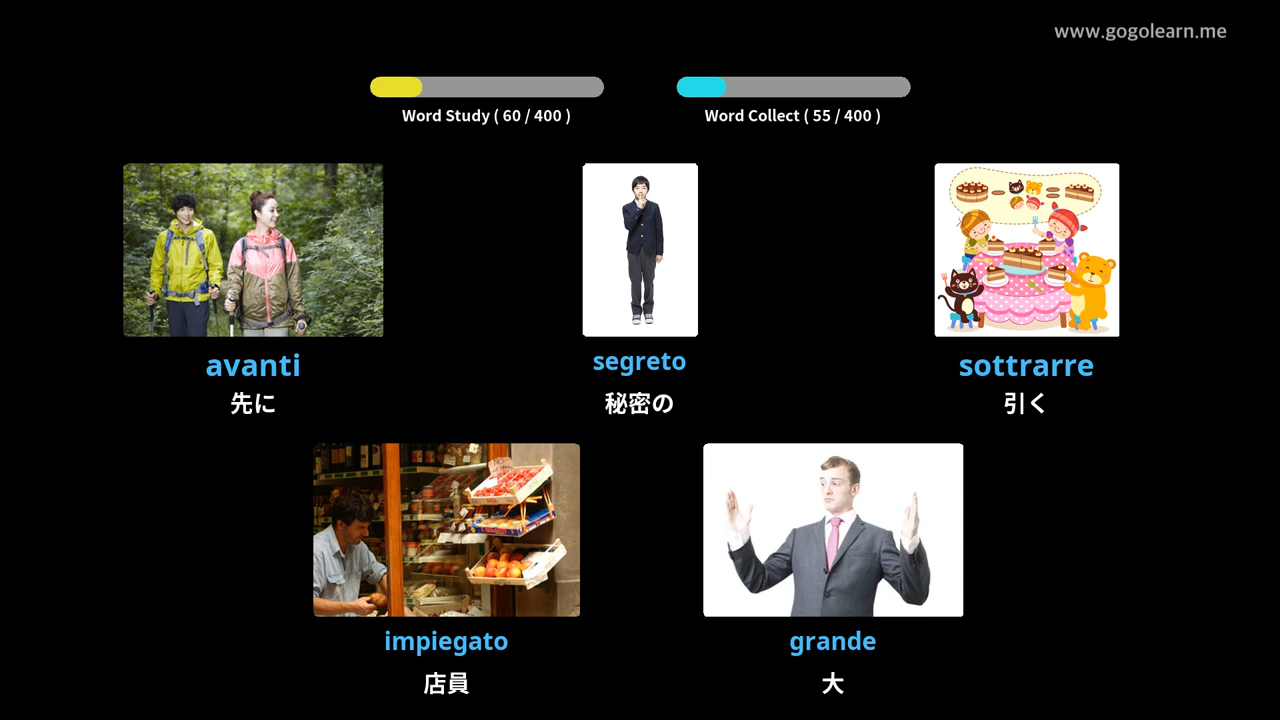 www.gogolearn.me
Word Study ( 60 / 400 )
Word Collect ( 55 / 400 )
avanti
先に
segreto
秘密の
sottrarre
引く
impiegato
店員
grande
大